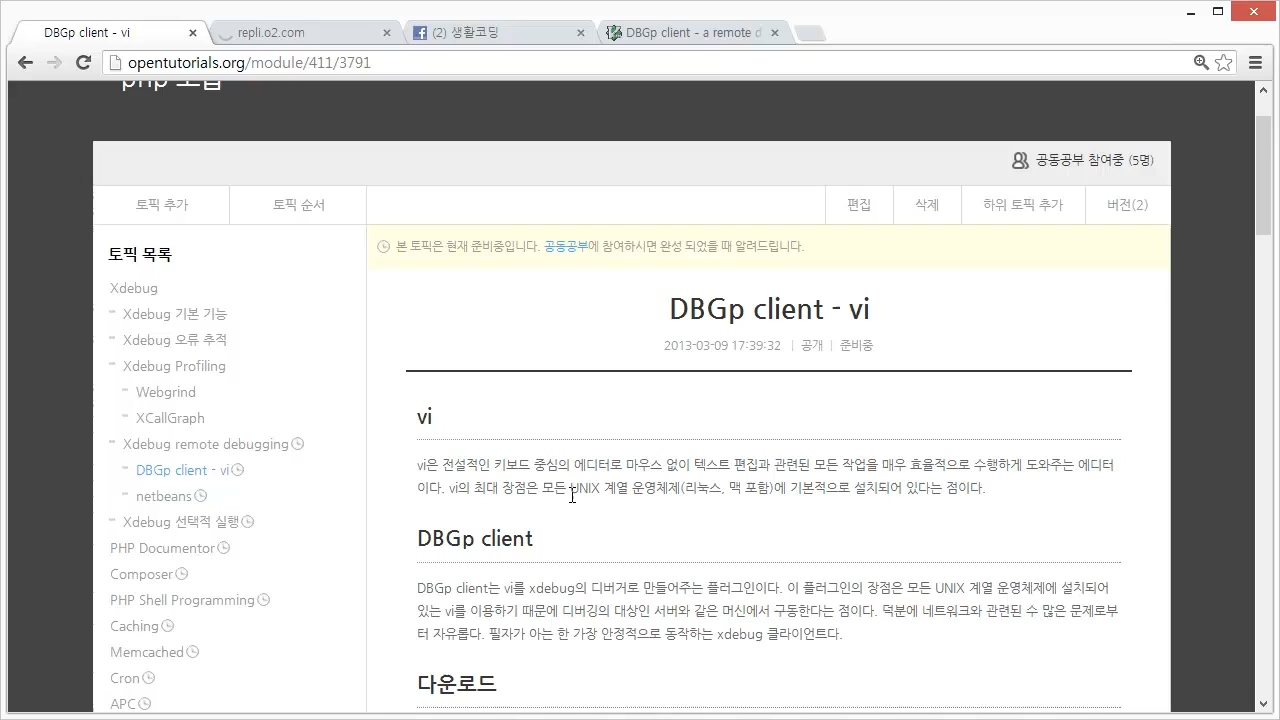 DBGp client - vi
repli.o2.com
(2) 생활코딩
DBGp client - a remote d
opentutorials.org/module/411/3791
php 모듈
공동공부 참여중 (5명)
토픽 추가
토픽 순서
편집
삭제
하위 토픽 추가
버전(2)
본 토픽은 현재 준비중입니다. 공동공부에 참여하시면 완성 되었을 때 알려드립니다.
토픽 목록
Xdebug
Xdebug 기본 기능
Xdebug 오류 추적
Xdebug Profiling
Webgrind
XCallGraph
Xdebug remote debugging
DBGp client - vi
netbeans
Xdebug 선택적 실행
PHP Documentor
Composer
PHP Shell Programming
Caching
Memcached
Cron
APC
DBGp client - vi
2013-03-09 17:39:32 | 공개 | 준비중
vi
vi은 전설적인 키보드 중심의 에디터로 마우스 없이 텍스트 편집과 관련된 모든 작업을 매우 효율적으로 수행하게 도와주는 에디터
이다. vi의 최대 장점은 모든 UNIX 계열 운영체제(리눅스, 맥 포함)에 기본적으로 설치되어 있다는 점이다.
DBGp client
DBGp client는 vi를 xdebug의 디버거로 만들어주는 플러그인이다. 이 플러그인의 장점은 모든 UNIX 계열 운영체제에 설치되어
있는 vi를 이용하기 때문에 디버깅의 대상인 서버와 같은 머신에서 구동한다는 점이다. 덕분에 네트워크와 관련된 수 많은 문제로부
터 자유롭다. 필자가 아는 한 가장 안정적으로 동작하는 xdebug 클라이언트다.
다운로드